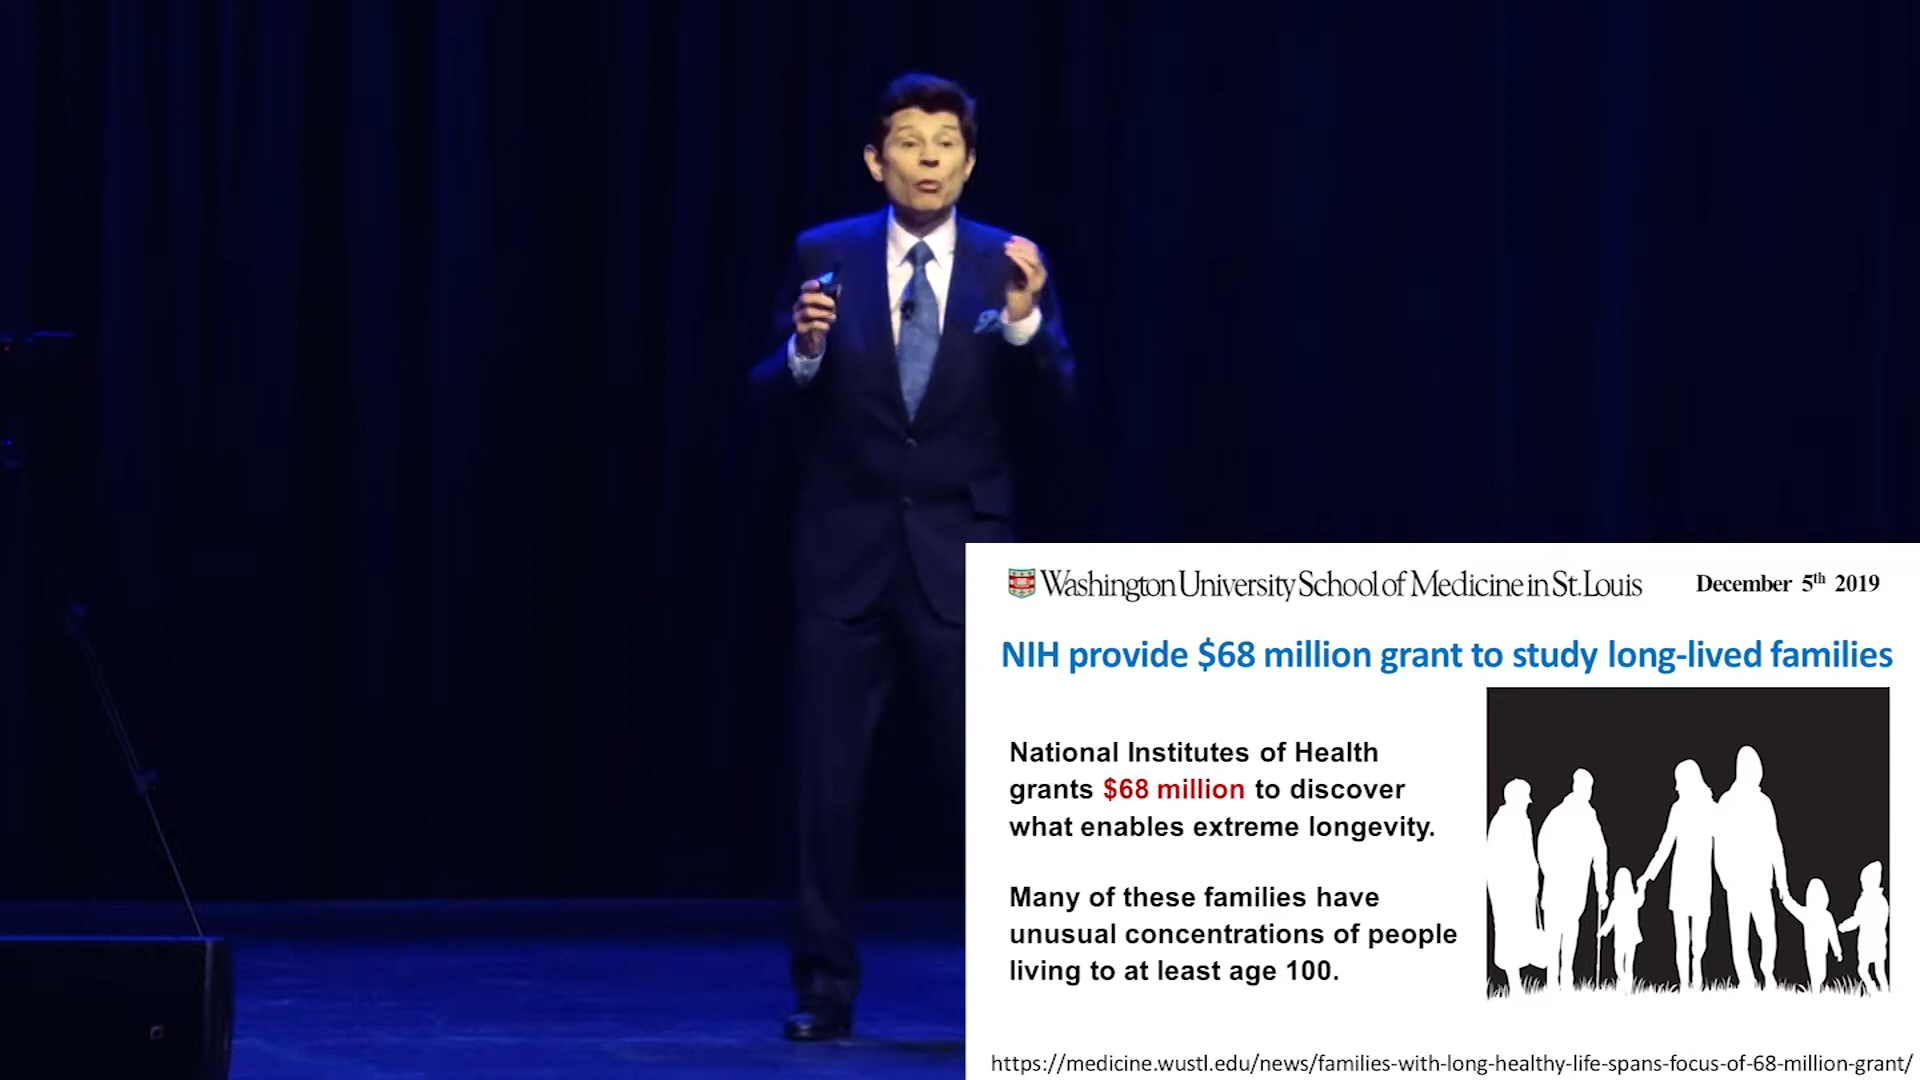 Washington University School of Medicine in St. Louis
December 5th 2019
NIH provide $68 million grant to study long-lived families
National Institutes of Health
grants $68 million to discover
what enables extreme longevity.
Many of these families have
unusual concentrations of people
living to at least age 100.
https://medicine.wustl.edu/news/families-with-long-healthy-life-spans-focus-of-68-million-grant/